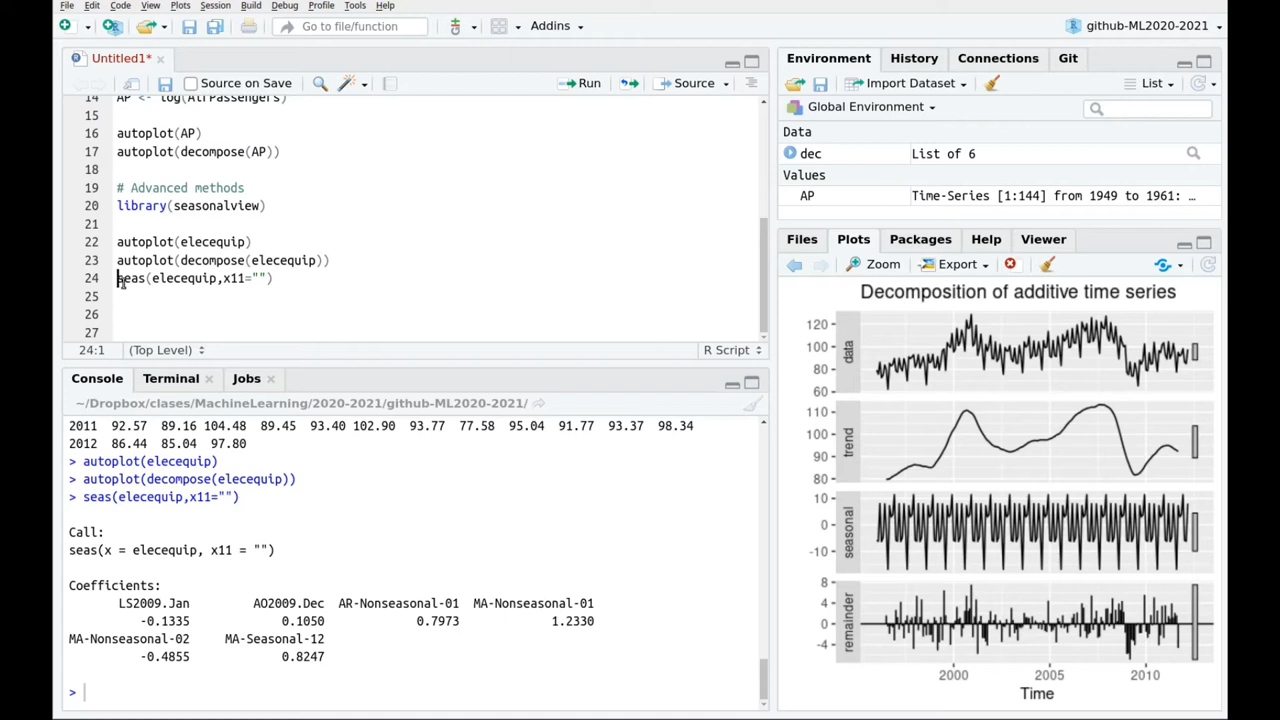 File Edit Code View Plots Session Build Debug Profile Tools Help
Go to file/function
Addins
github-ML2020-2021
Untitled1*
Source on Save
Run
Source
14 AP <- log(AirPassengers)
15
16 autoplot(AP)
17 autoplot(decompose(AP))
18
19 # Advanced methods
20 library(seasonalview)
21
22 autoplot(elecequip)
23 autoplot(decompose(elecequip))
24 seas(elecequip,x11="")
25
26
27
24:1 (Top Level) R Script
Console Terminal Jobs
~/Dropbox/clases/MachineLearning/2020-2021/github-ML2020-2021/
2011 92.57 89.16 104.48 89.45 93.40 102.90 93.77 77.58 95.04 91.77 93.37 98.34
2012 86.44 85.04 97.80
> autoplot(elecequip)
> autoplot(decompose(elecequip))
> seas(elecequip,x11="")
Call:
seas(x = elecequip, x11 = "")
Coefficients:
LS2009.Jan AO2009.Dec AR-Nonseasonal-01 MA-Nonseasonal-01
-0.1335 0.1050 0.7973 1.2330
MA-Nonseasonal-02 MA-Seasonal-12
-0.4855 0.8247
>
Environment History Connections Git
Import Dataset
List
Global Environment
Data
dec List of 6
Values
AP Time-Series [1:144] from 1949 to 1961: …
Files Plots Packages Help Viewer
Zoom
Export
Decomposition of additive time series
120
100
80
60
data
110
100
90
80
trend
10
0
-10
seasonal
8
4
0
-4
remainder
2000 2005 2010
Time